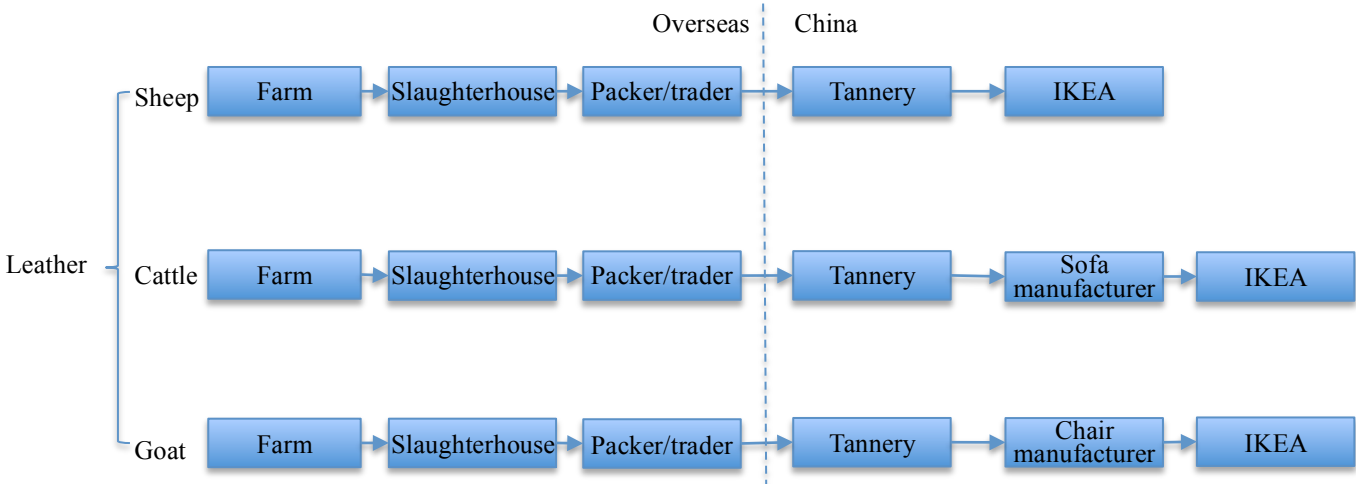 Overseas China
Sheep Farm Slaughterhouse Packer/trader Tannery IKEA
Leather
Cattle Farm Slaughterhouse Packer/trader Tannery Sofa
manufacturer IKEA
Goat Farm Slaughterhouse Packer/trader Tannery Chair
manufacturer IKEA